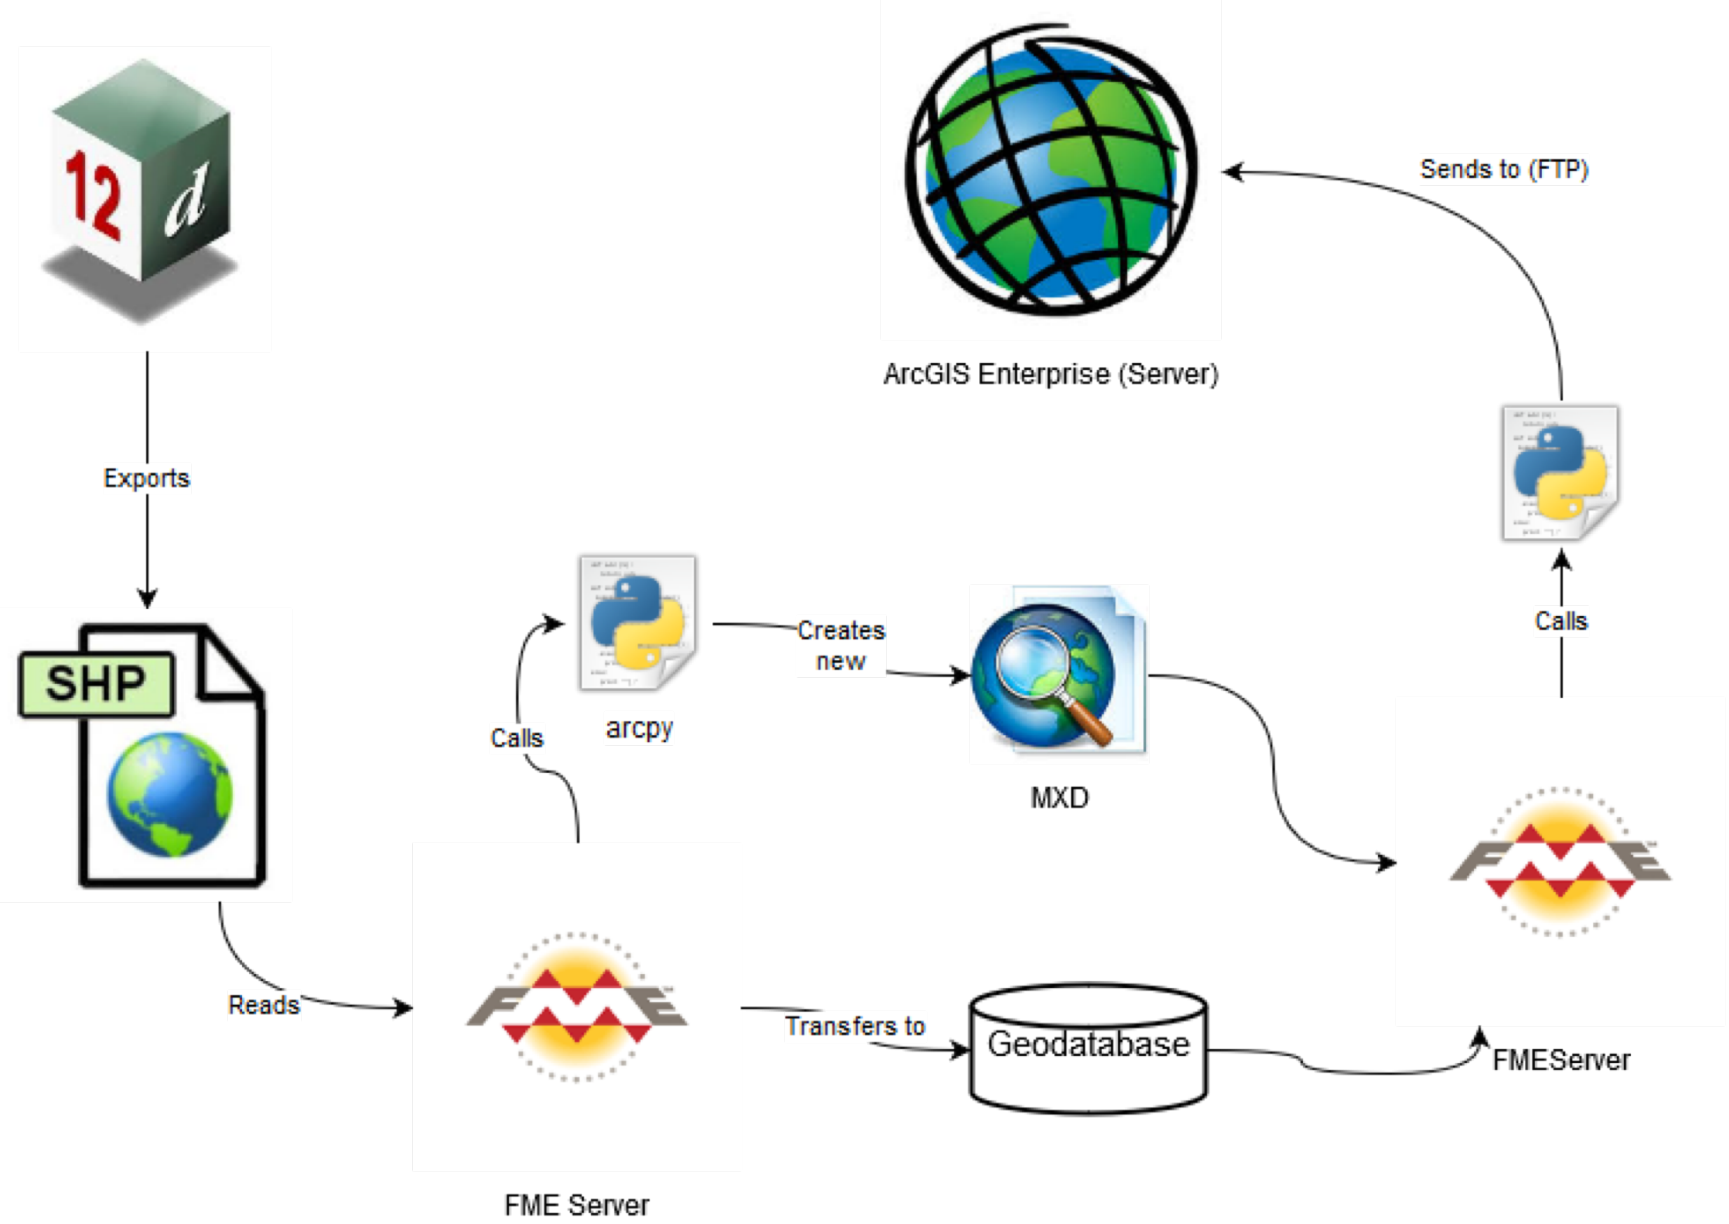 12
d
Exports
SHP
Reads
FME
FME Server
Calls
arcpy
Creates
new
MXD
Transfers to
Geodatabase
FME
FMEServer
Calls
Sends to (FTP)
ArcGIS Enterprise (Server)